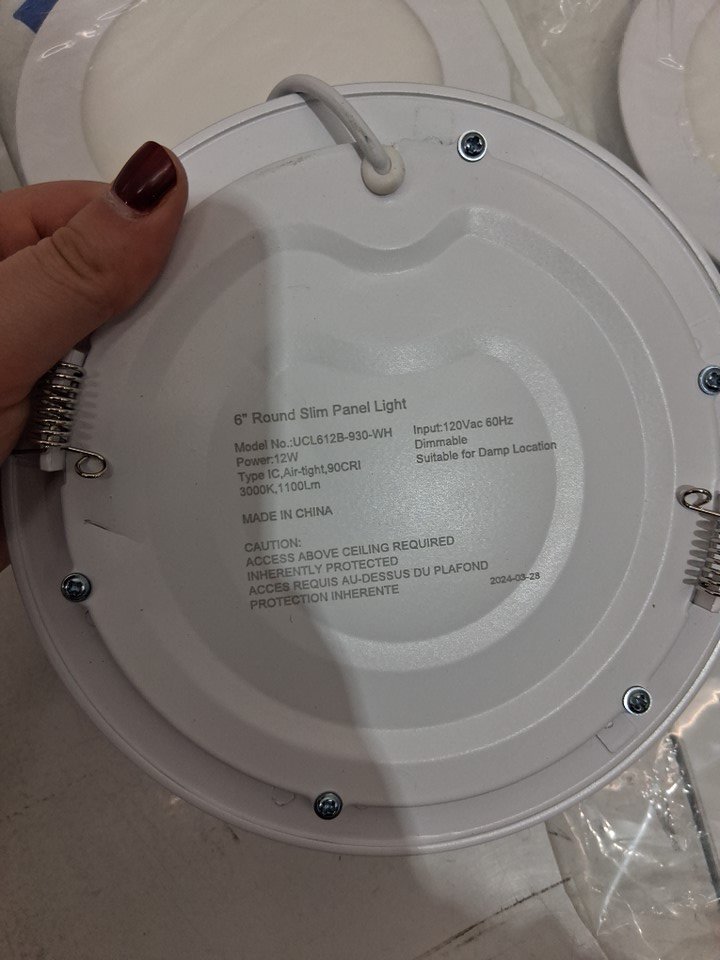 6" Round Slim Panel Light
Model No.:UCL612B-930-WH
Power:12W
Type IC,Air-tight,90CRI
3000K,1100Lm
Input:120Vac 60Hz
Dimmable
Suitable for Damp Location
MADE IN CHINA
CAUTION:
ACCESS ABOVE CEILING REQUIRED
INHERENTLY PROTECTED
ACCES REQUIS AU-DESSUS DU PLAFOND
PROTECTION INHERENTE
2024-03-28